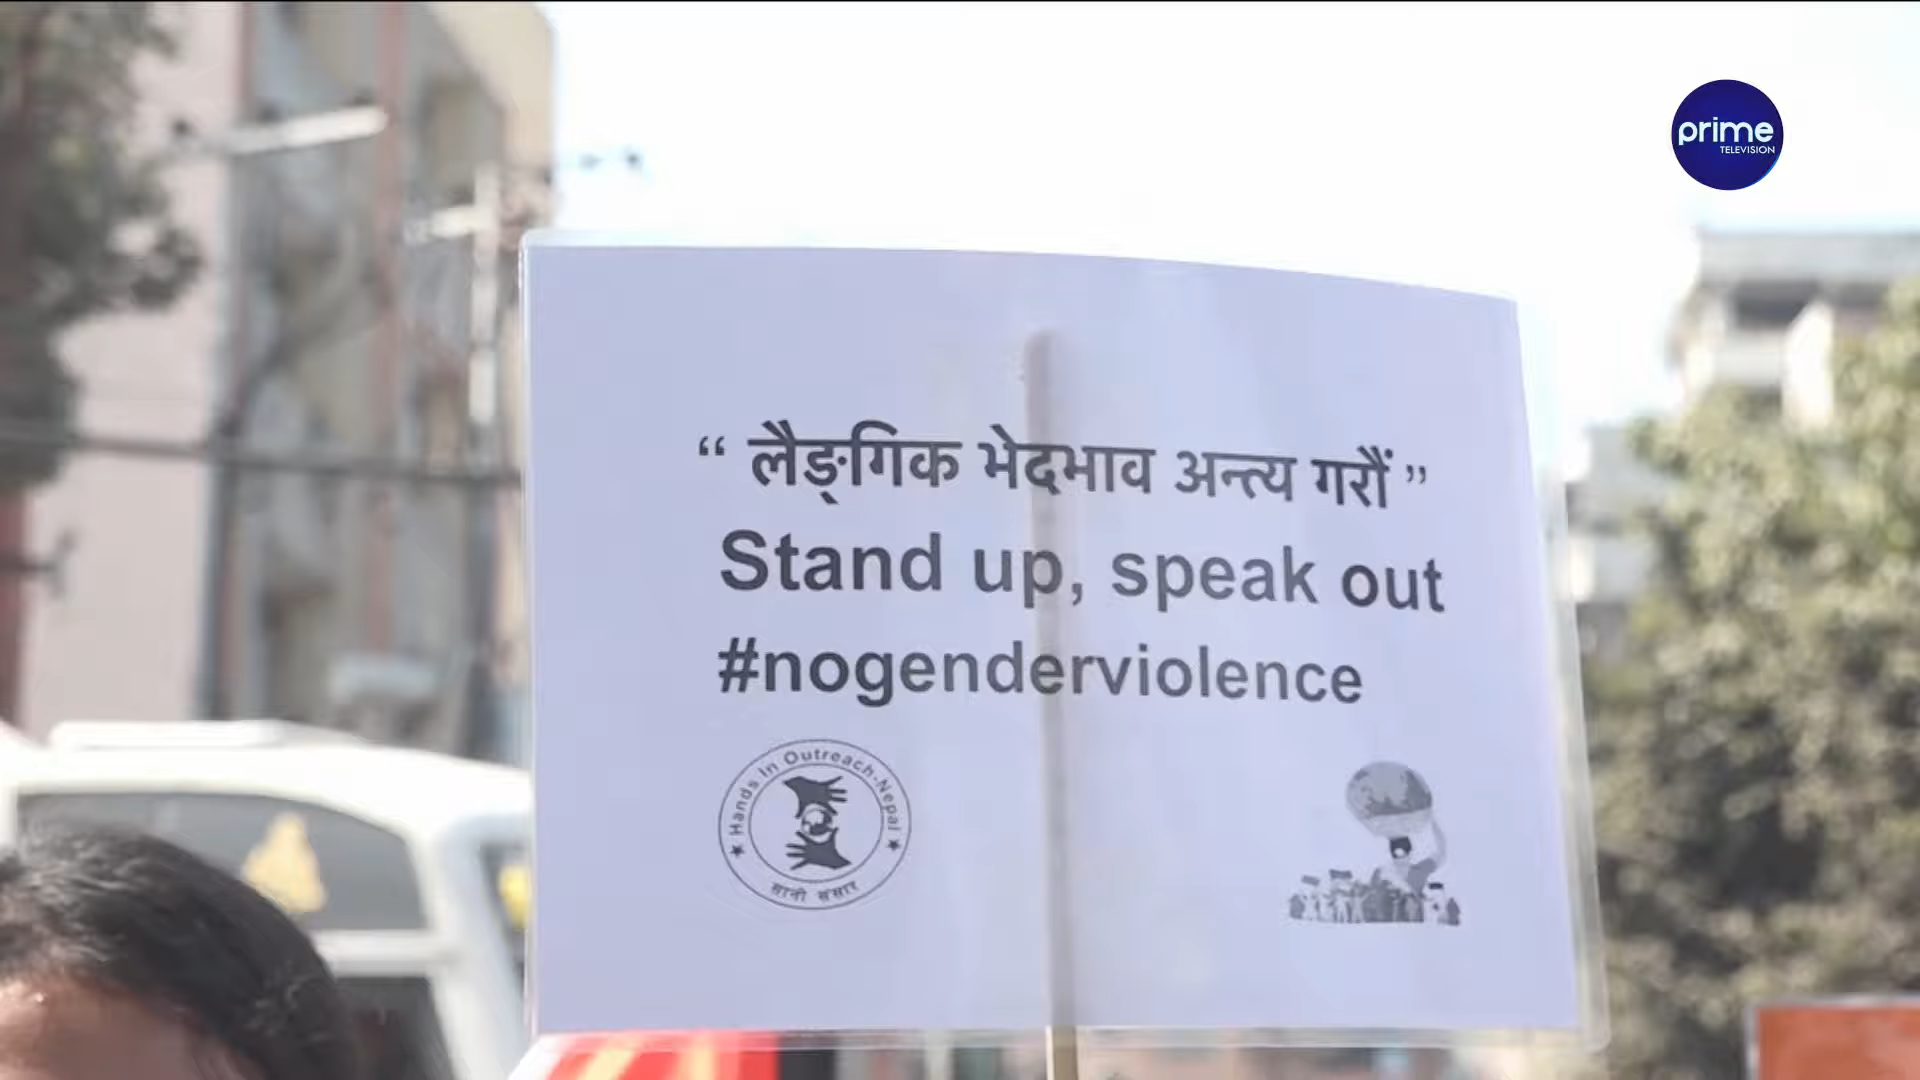 prime
TELEVISION
“ लैङ्‌गिक भेदभाव अन्त्य गरौं ”
Stand up, speak out
#nogenderviolence
★ Hands In Outreach-Nepal ★
सानो संसार